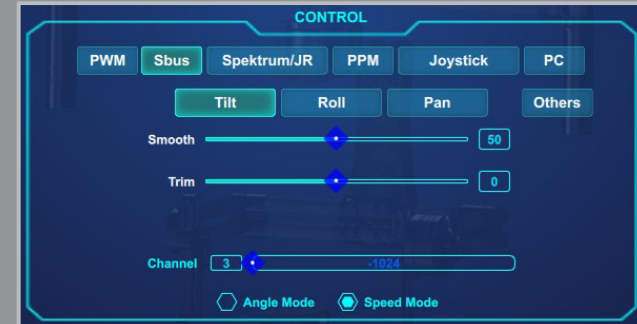 CONTROL
PWM Sbus Spektrum/JR PPM Joystick PC
Tilt Roll Pan Others
Smooth 50
Trim 0
Channel 3 -1024
Angle Mode Speed Mode